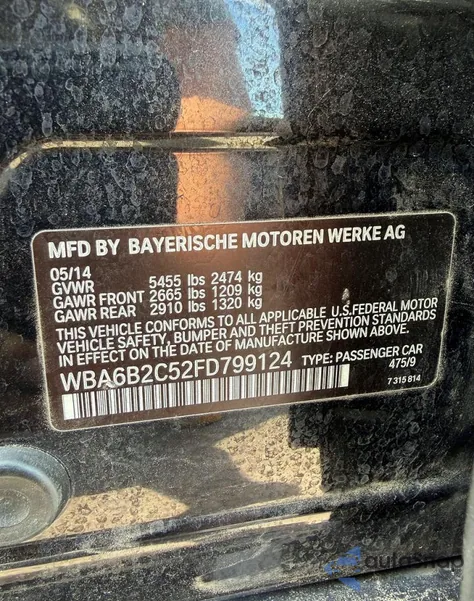 MFD BY BAYERISCHE MOTOREN WERKE AG
05/14
GVWR 5455 lbs 2474 kg
GAWR FRONT 2665 lbs 1209 kg
GAWR REAR 2910 lbs 1320 kg
THIS VEHICLE CONFORMS TO ALL APPLICABLE U.S.FEDERAL MOTOR
VEHICLE SAFETY, BUMPER AND THEFT PREVENTION STANDARDS
IN EFFECT ON THE DATE OF MANUFACTURE SHOWN ABOVE.
WBA6B2C52FD799124 TYPE: PASSENGER CAR
475/9
7 315 814